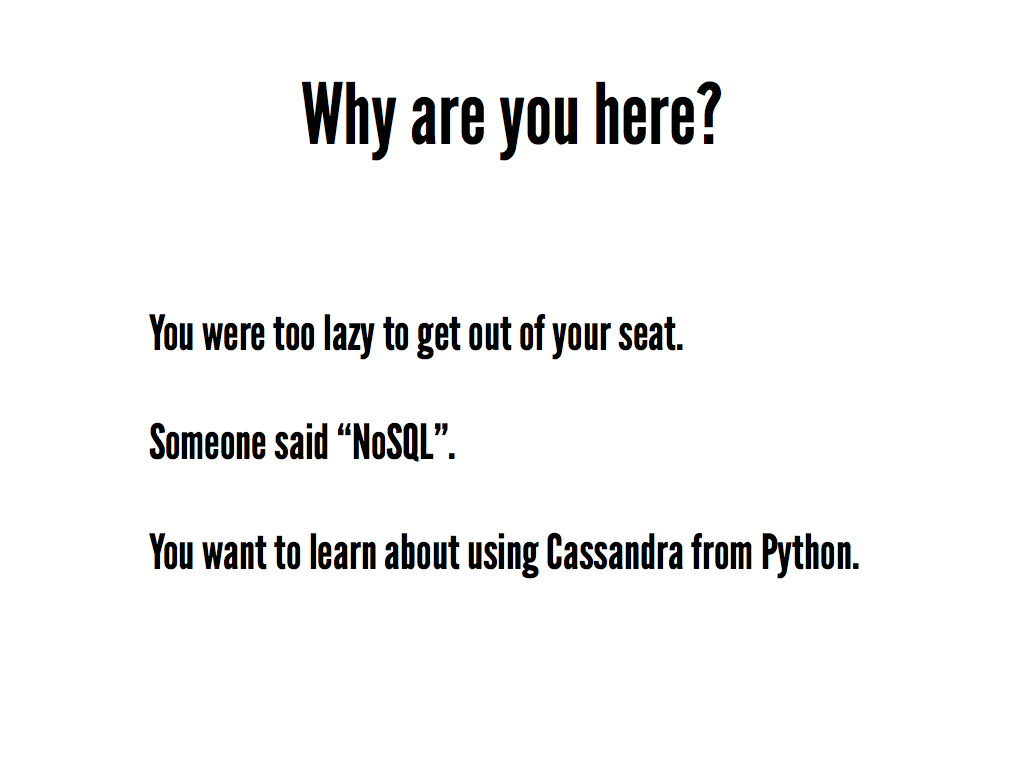 Why are you here?
You were too lazy to get out of your seat.
Someone said “NoSQL”.
You want to learn about using Cassandra from Python.